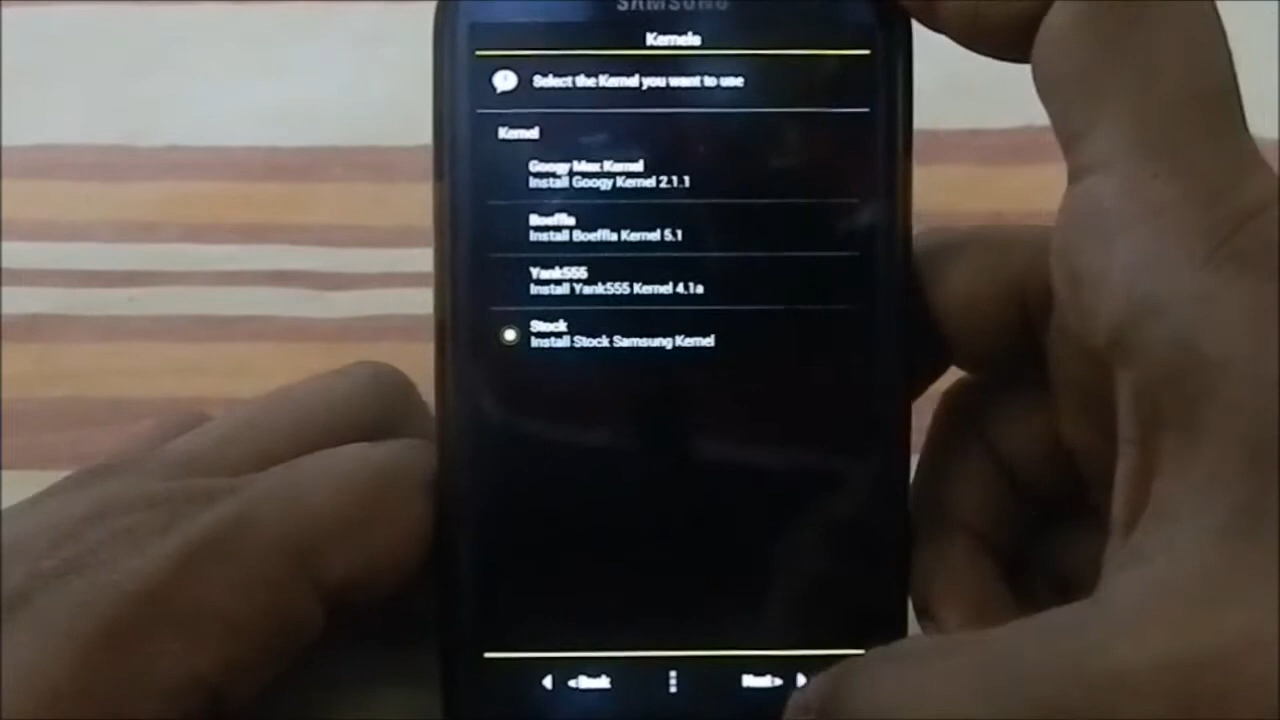 SAMSUNG
Kernels
Select the Kernel you want to use
Kernel
Googy Max Kernel
Install Googy Kernel 2.1.1
Boeffla
Install Boeffla Kernel 5.1
Yank555
Install Yank555 Kernel 4.1a
Stock
Install Stock Samsung Kernel
<Back
Next>